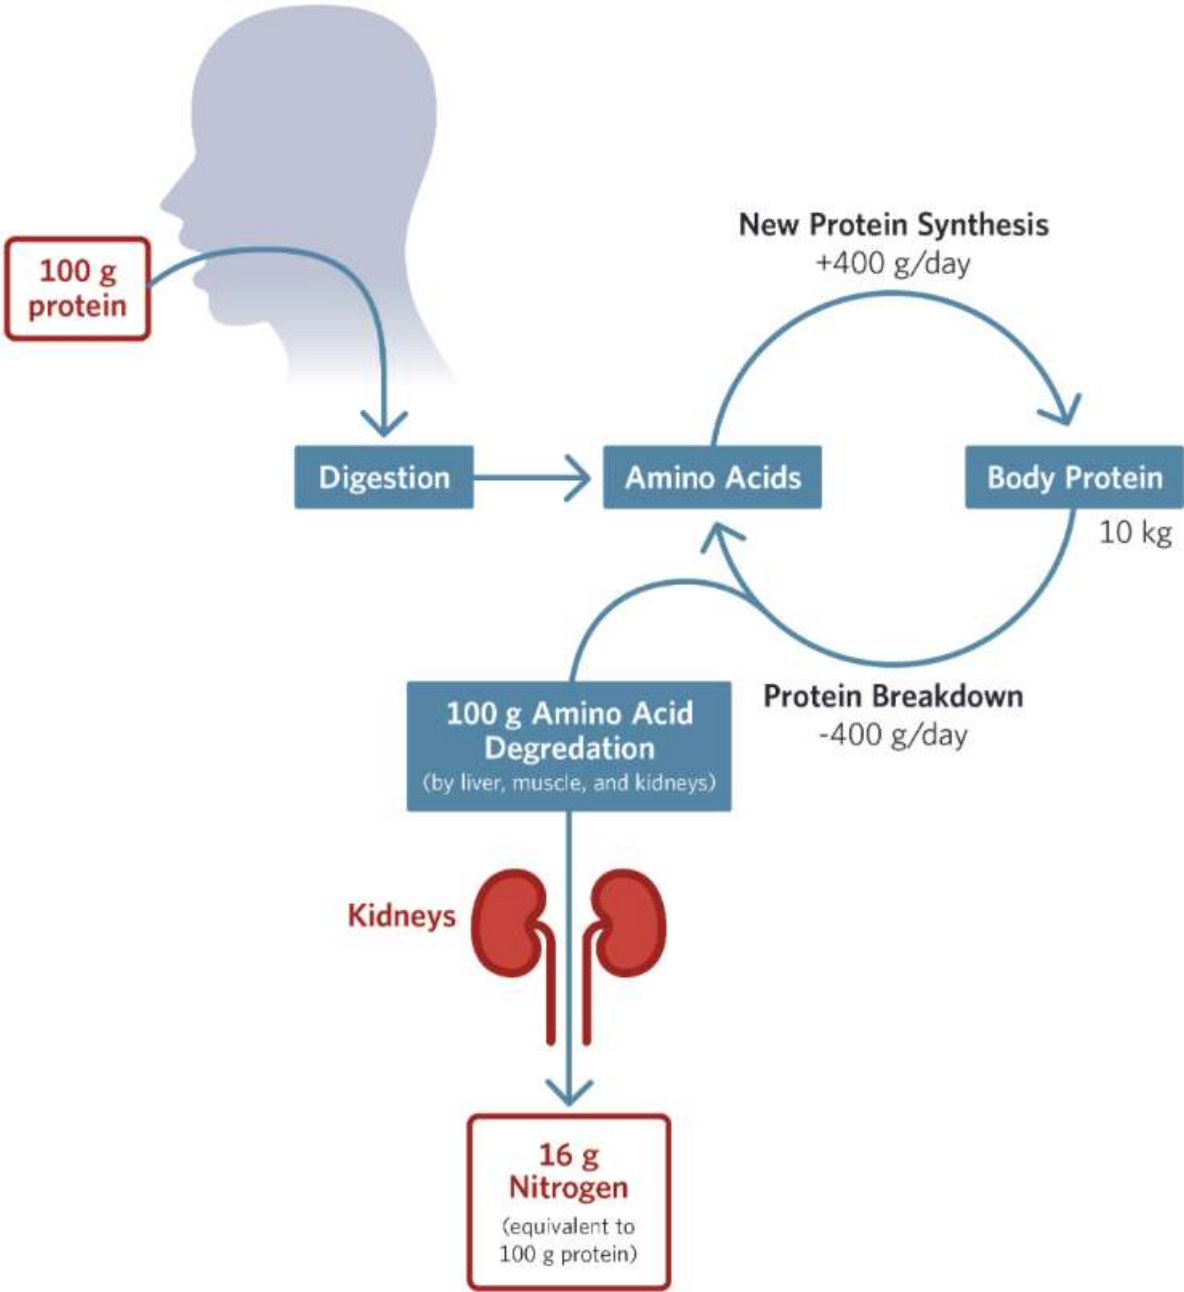 100 g
protein
New Protein Synthesis
+400 g/day
Digestion
Amino Acids
Body Protein
10 kg
100 g Amino Acid
Degredation
(by liver, muscle, and kidneys)
Protein Breakdown
-400 g/day
Kidneys
16 g
Nitrogen
(equivalent to
100 g protein)